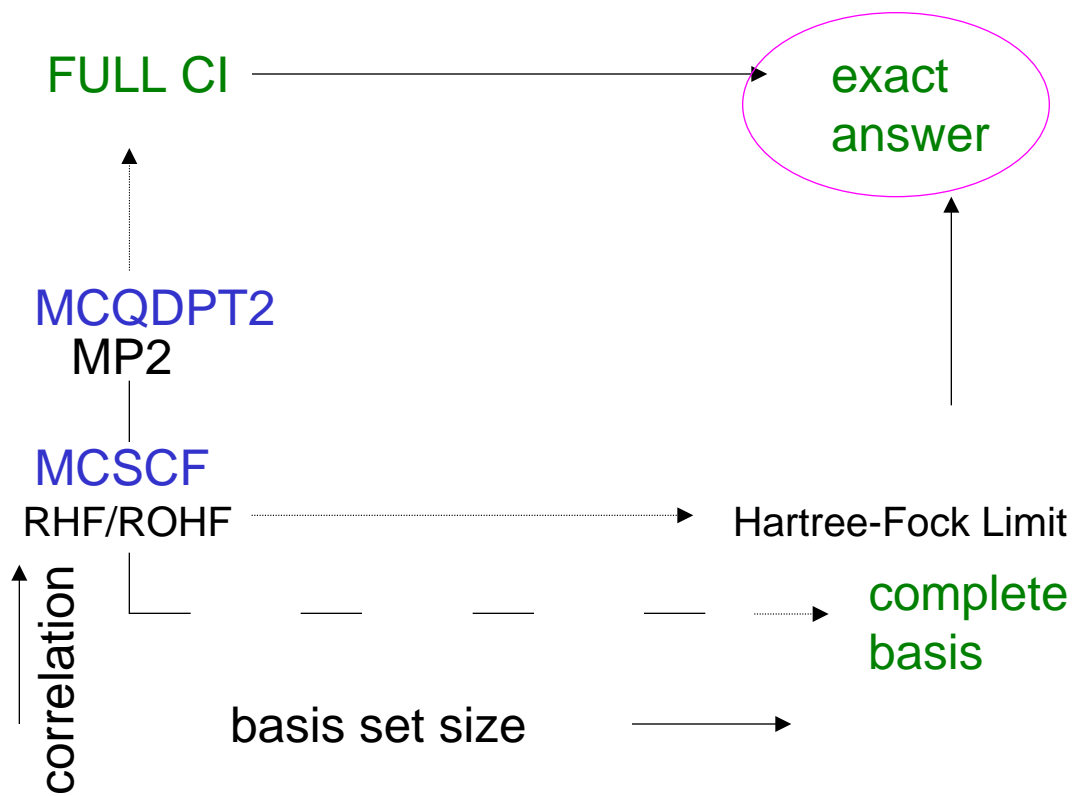 FULL CI
exact
answer
MCQDPT2
MP2
MCSCF
RHF/ROHF
Hartree-Fock Limit
complete
basis
correlation
basis set size